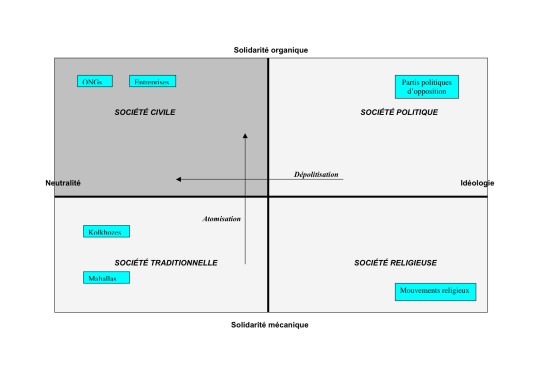 Solidarité organique
ONGs
Entreprises
Partis politiques
d'opposition
SOCIÉTÉ CIVILE
SOCIÉTÉ POLITIQUE
Dépolitisation
Neutralité
Idéologie
Atomisation
Kolkhozes
SOCIÉTÉ TRADITIONNELLE
SOCIÉTÉ RELIGIEUSE
Mahallas
Mouvements religieux
Solidarité mécanique